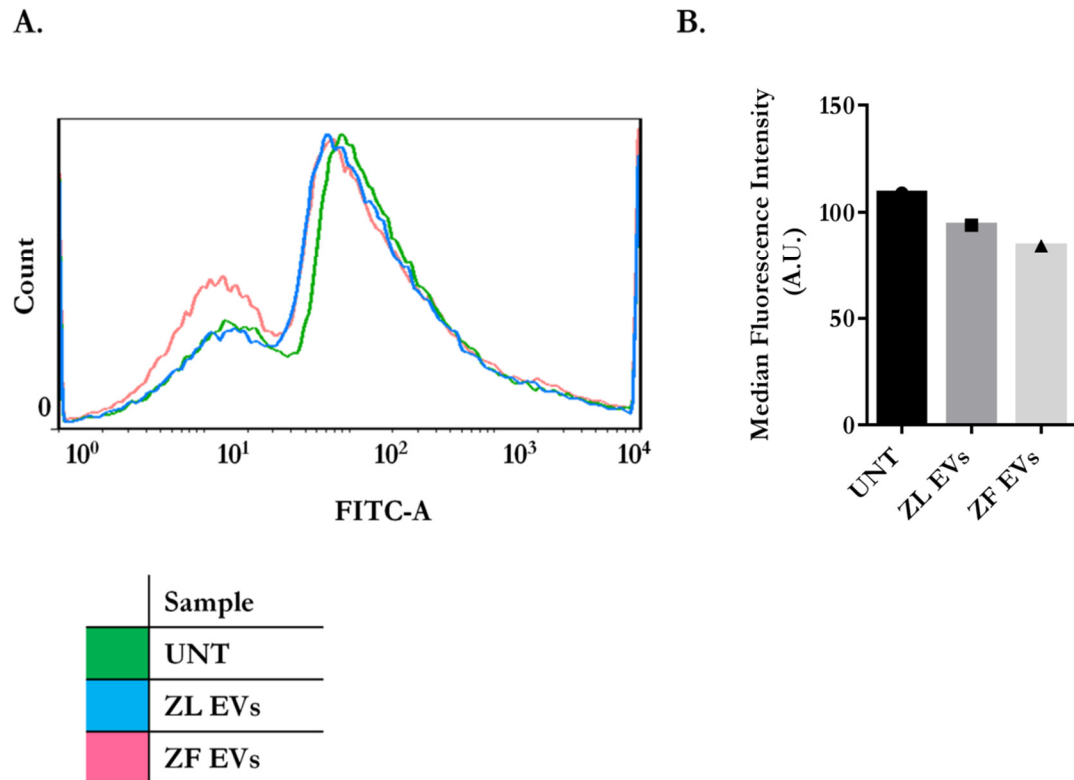 A.
Count
0
10⁰ 10¹ 10² 10³ 10⁴
FITC-A
Sample
UNT
ZL EVs
ZF EVs
B.
Median Fluorescence Intensity
(A.U.)
150
100
50
0
UNT
ZL EVs
ZF EVs